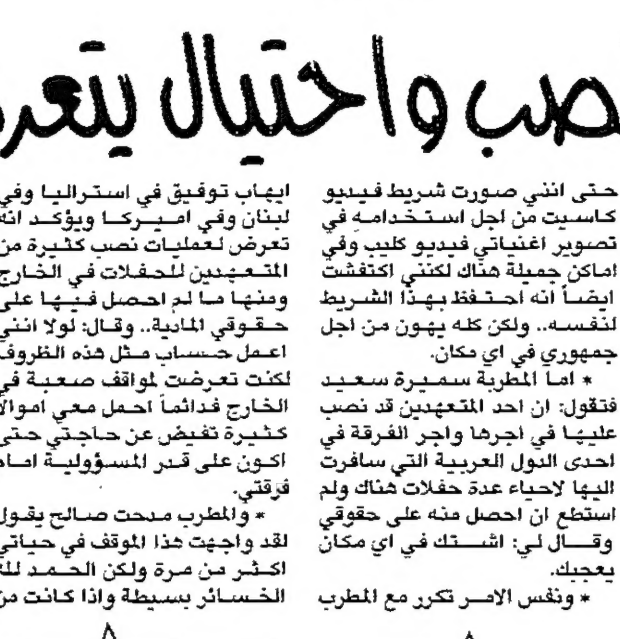 صب واحتيال يتعر
حتى انني صورت شريط فيديو
كاسيت من اجل استخدامه في
تصوير اغنياتي فيديو كليب وفي
اماكن جميلة هناك لكنني اكتفشت
ايضاً انه احتفظ بهذا الشريط
لنفسه.. ولكن كله يهون من اجل
جمهوري في اي مكان.
* اما المطربة سميرة سعيد
فتقول: ان احد المتعهدين قد نصب
عليها في اجرها واجر الفرقة في
احدى الدول العربية التي سافرت
اليها لاحياء عدة حفلات هناك ولم
استطع ان احصل منه على حقوقي
وقال لي: اشتك في اي مكان
يعجبك.
* ونفس الامر تكرر مع المطرب
ايهاب توفيق في استراليا وفي
لبنان وفي اميركا ويؤكد انه
تعرض لعمليات نصب كثيرة من
المتعهدين للحفلات في الخارج
ومنها ما لم احصل فيها على
حقوقي المادية.. وقال: لولا انني
اعمل حساب مثل هذه الظروف
لكنت تعرضت لمواقف صعبة في
الخارج فدائماً احمل معي اموالا
كثيرة تفيض عن حاجتي حتى
اكون على قدر المسؤولية امام
فرقتي.
* والمطرب مدحت صالح يقول
لقد واجهت هذا الموقف في حياتي
اكثر من مرة ولكن الحمد لله
الخسائر بسيطة واذا كانت من